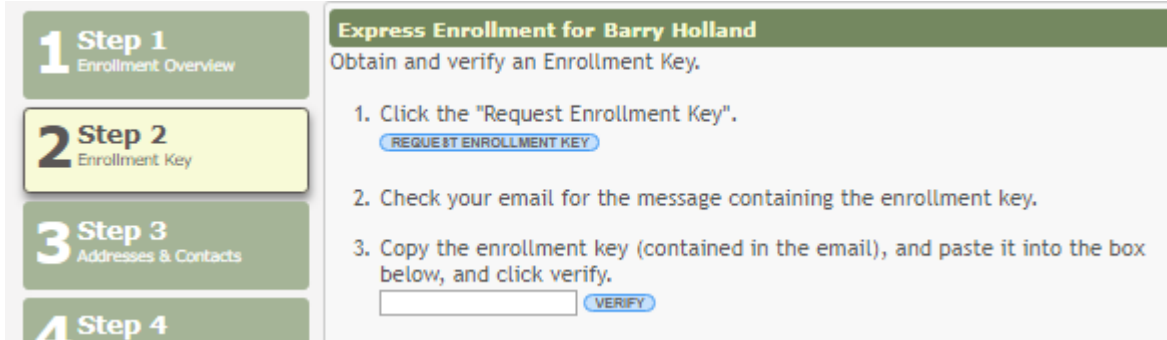 1 Step 1
Enrollment Overview
2 Step 2
Enrollment Key
3 Step 3
Addresses & Contacts
4 Step 4
Express Enrollment for Barry Holland
Obtain and verify an Enrollment Key.
1. Click the "Request Enrollment Key".
REQUEST ENROLLMENT KEY
2. Check your email for the message containing the enrollment key.
3. Copy the enrollment key (contained in the email), and paste it into the box
below, and click verify.
VERIFY